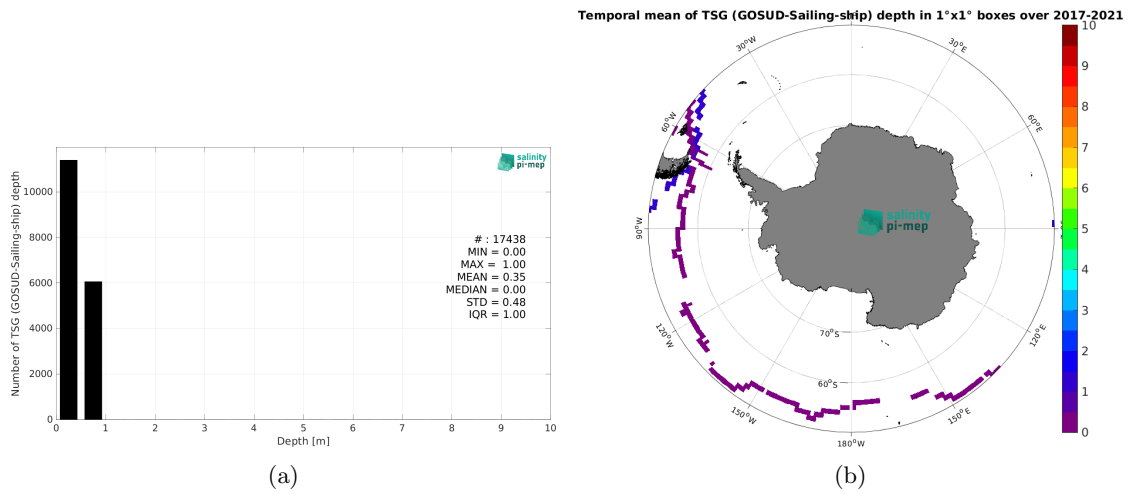 Temporal mean of TSG (GOSUD-Sailing-ship) depth in 1°x1° boxes over 2017-2021
Number of TSG (GOSUD-Sailing-ship) depth
10000
8000
6000
4000
2000
0
salinity
pi-mep
# : 17438
MIN = 0.00
MAX = 1.00
MEAN = 0.35
MEDIAN = 0.00
STD = 0.48
IQR = 1.00
0 1 2 3 4 5 6 7 8 9 10
Depth [m]
(a)
30°W
30°E
60°W
60°E
90°W
120°W
120°E
150°W
150°E
180°W
70°S
60°S
salinity
pi-mep
10
9
8
7
6
5
4
3
2
1
0
(b)